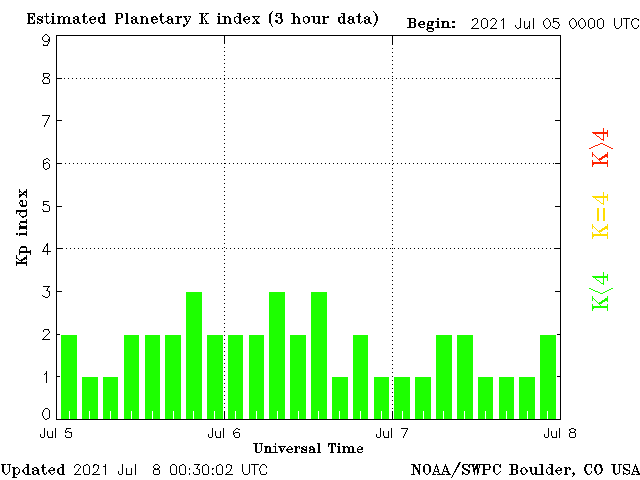 Estimated Planetary K index (3 hour data) Begin: 2021 Jul 05 0000 UTC
9
8
7
6
5
4
3
2
1
0
Kp index
K>4
K=4
K<4
Jul 5 Jul 6 Jul 7 Jul 8
Universal Time
Updated 2021 Jul 8 00:30:02 UTC NOAA/SWPC Boulder, CO USA